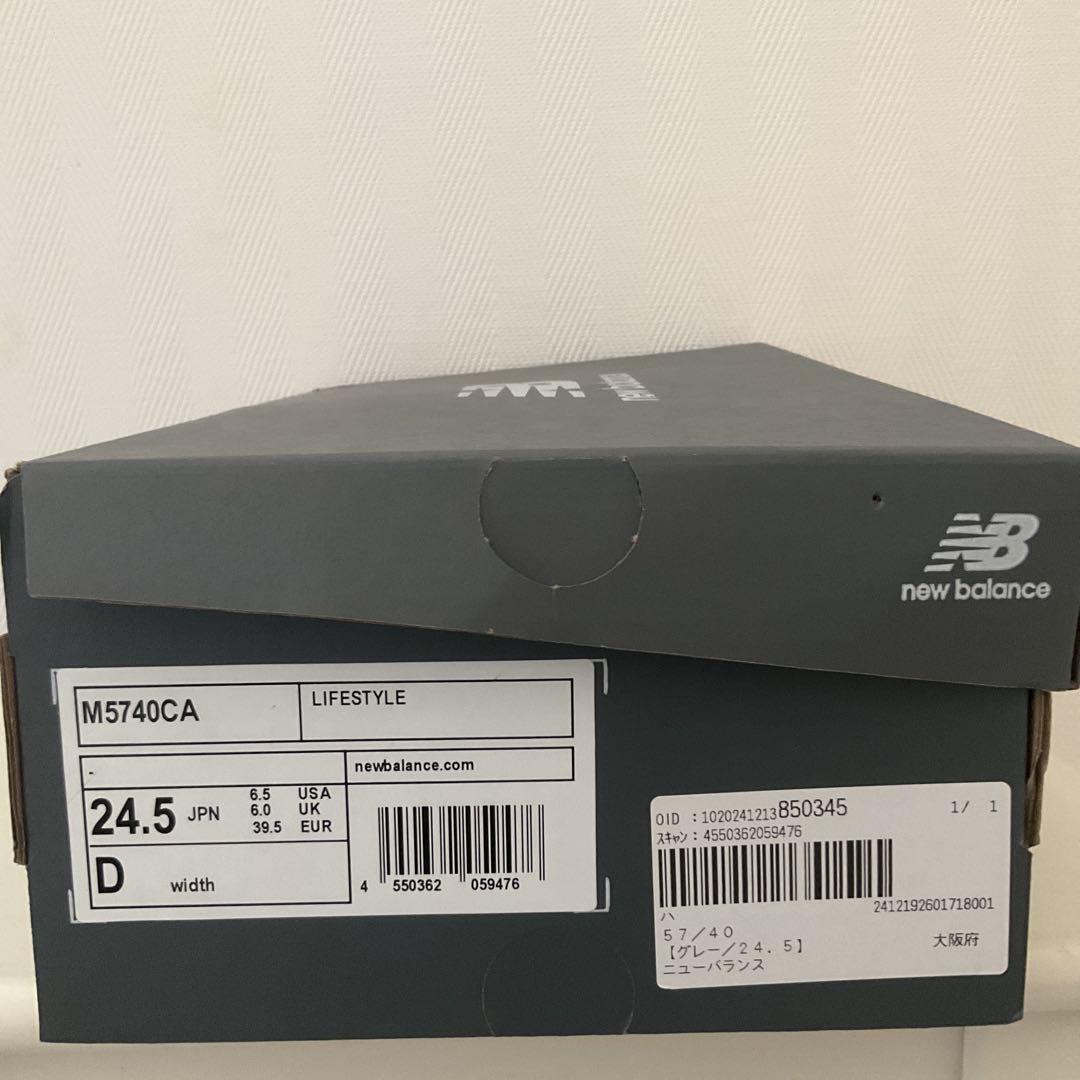 new balance
new balance
M5740CA
LIFESTYLE
-
newbalance.com
24.5 JPN
6.5 USA
6.0 UK
39.5 EUR
D width
4 550362 059476
OID :1020241213850345 1/ 1
ｽｷｬﾝ:4550362059476
2412192601718001
ハ
57/40
【グレー/24.5】
ニューバランス
大阪府